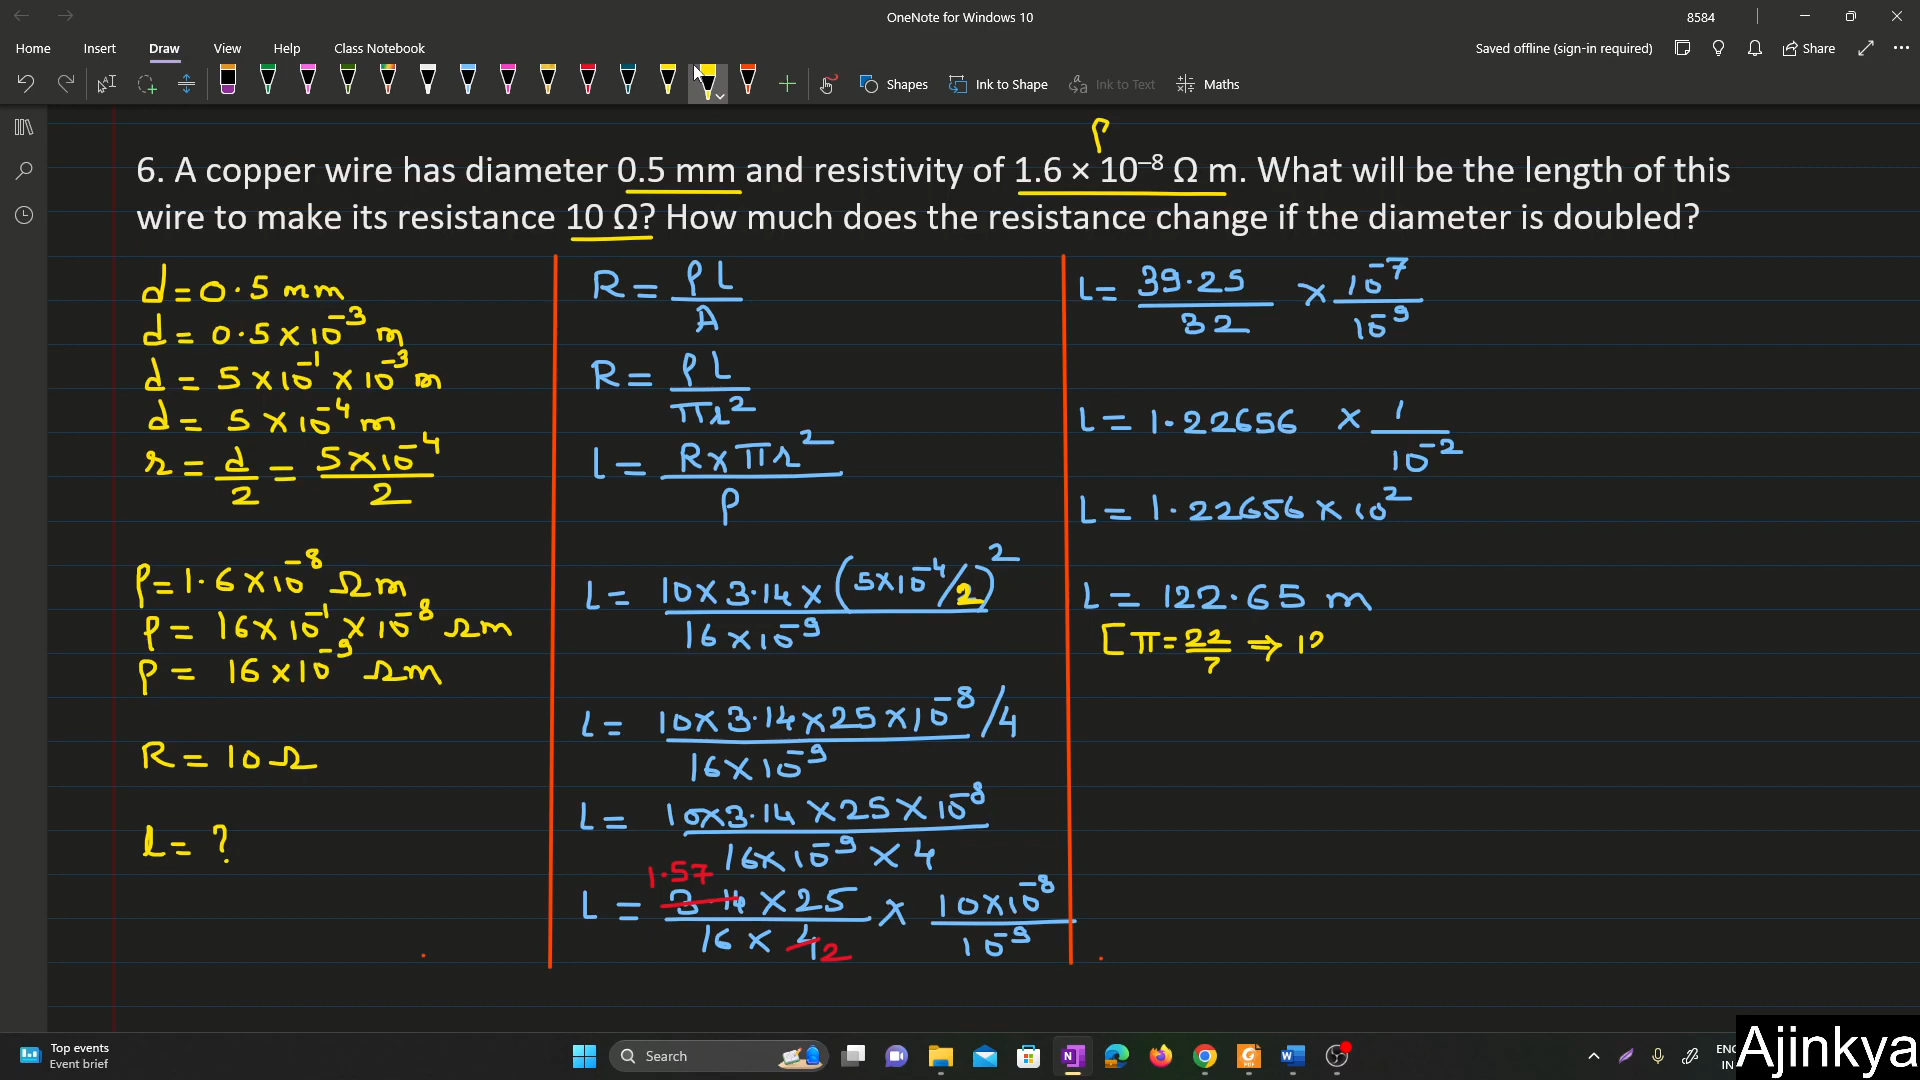 OneNote for Windows 10
8584
Home Insert Draw View Help Class Notebook
Saved offline (sign-in required)
Share
Shapes
Ink to Shape
Ink to Text
Maths
ρ
6. A copper wire has diameter 0.5 mm and resistivity of 1.6 × 10⁻⁸ Ω m. What will be the length of this
wire to make its resistance 10 Ω? How much does the resistance change if the diameter is doubled?
d = 0.5 mm
d = 0.5 × 10⁻³ m
d = 5 × 10⁻¹ × 10⁻³ m
d = 5 × 10⁻⁴ m
r = d/2 = 5×10⁻⁴/2
ρ = 1.6 × 10⁻⁸ Ωm
ρ = 16 × 10⁻¹ × 10⁻⁸ Ωm
ρ = 16 × 10⁻⁹ Ωm
R = 10 Ω
l = ?
R = ρL/A
R = ρL/πr²
l = R × πr²/ρ
L = 10 × 3.14 × (5×10⁻⁴/2)²/16 × 10⁻⁹
L = 10 × 3.14 × 25 × 10⁻⁸/4 / 16 × 10⁻⁹
L = 10×3.14 × 25 × 10⁻⁸/16× 10⁻⁹ × 4
1.57
L = 3.14 × 25/16 × 4 × 10×10⁻⁸/10⁻⁹
2
L = 39.25/32 × 10⁻⁷/10⁻⁹
L = 1.22656 × 1/10⁻²
L = 1.22656 × 10²
L = 122.65 m
[π = 22/7 ⇒ 12
Top events
Event brief
Search
ENG
IN
Ajinkya